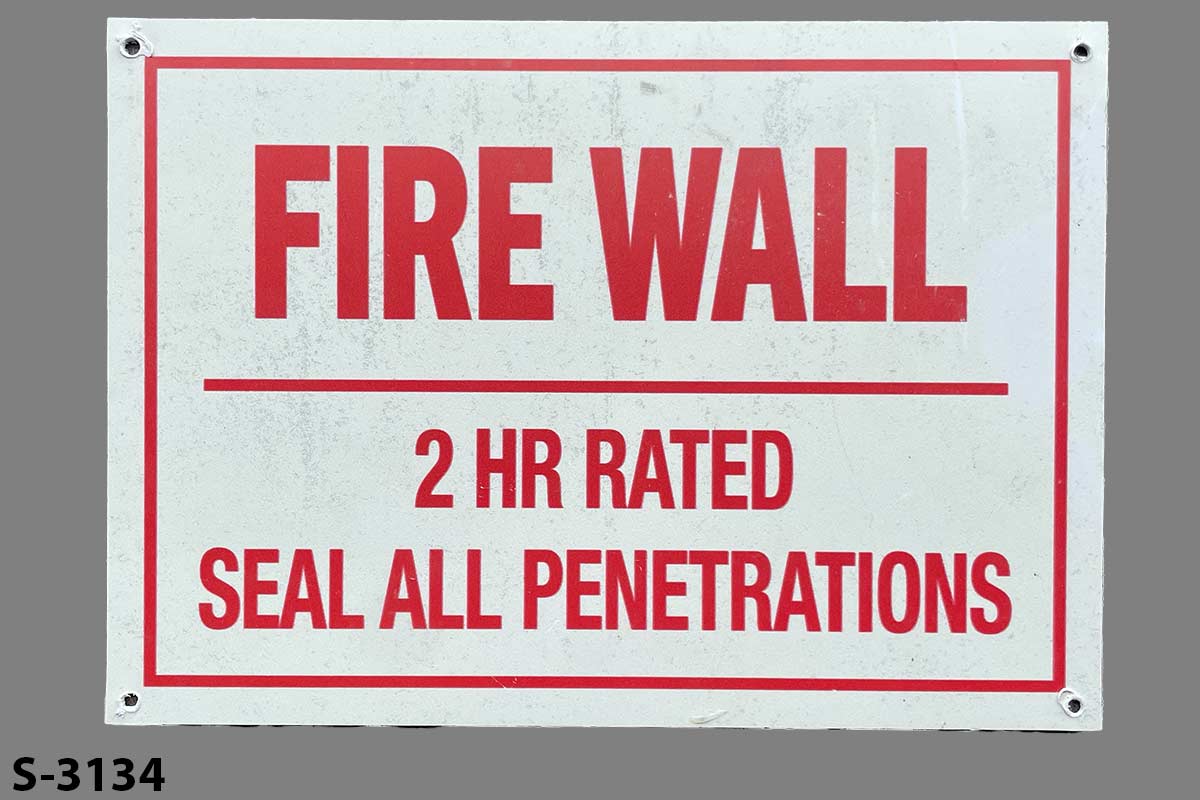 FIRE WALL
2 HR RATED
SEAL ALL PENETRATIONS
S-3134